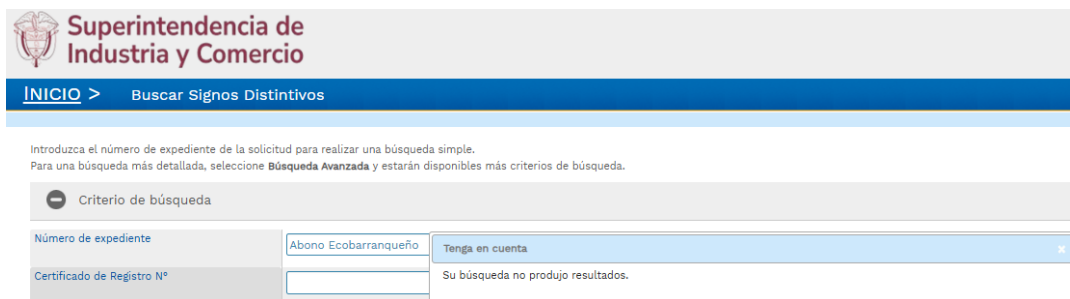 Superintendencia de
Industria y Comercio
INICIO > Buscar Signos Distintivos
Introduzca el número de expediente de la solicitud para realizar una búsqueda simple.
Para una búsqueda más detallada, seleccione Búsqueda Avanzada y estarán disponibles más criterios de búsqueda.
Criterio de búsqueda
Número de expediente
Abono Ecobarranqueño
Tenga en cuenta
Certificado de Registro N°
Su búsqueda no produjo resultados.